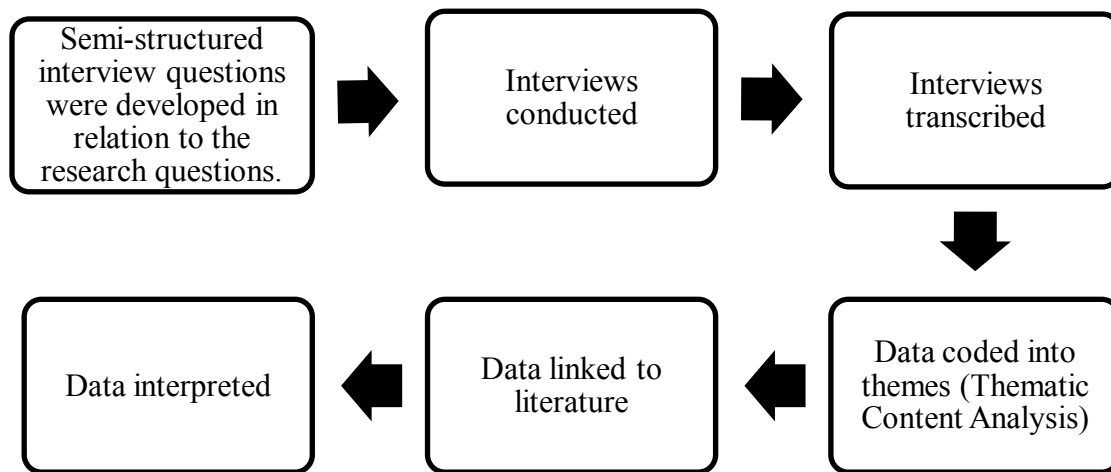 Semi-structured
interview questions
were developed in
relation to the
research questions.
Interviews
conducted
Interviews
transcribed
Data coded into
themes (Thematic
Content Analysis)
Data linked to
literature
Data interpreted